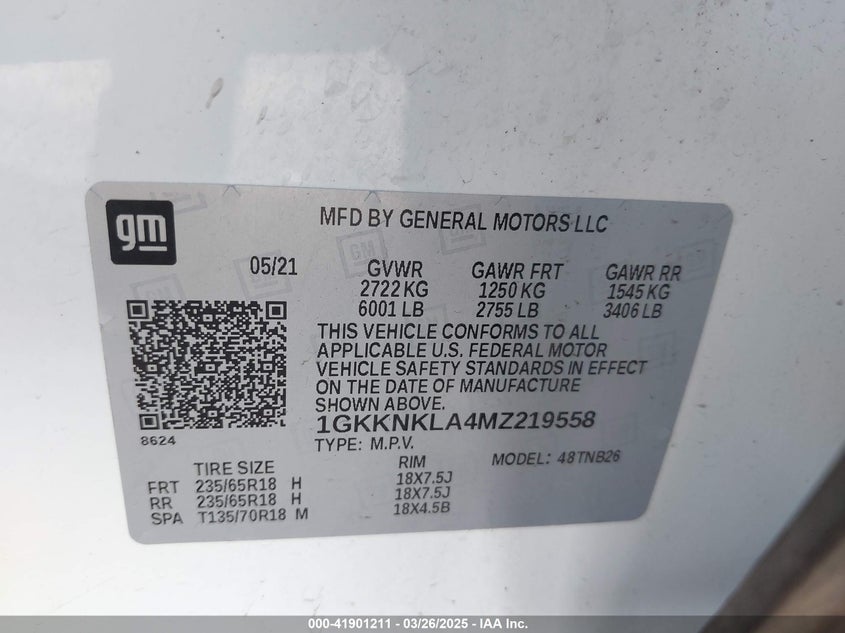 gm
MFD BY GENERAL MOTORS LLC
05/21 GVWR GAWR FRT GAWR RR
2722 KG 1250 KG 1545 KG
6001 LB 2755 LB 3406 LB
THIS VEHICLE CONFORMS TO ALL
APPLICABLE U.S. FEDERAL MOTOR
VEHICLE SAFETY STANDARDS IN EFFECT
ON THE DATE OF MANUFACTURE
SHOWN ABOVE.
1GKKNKLA4MZ219558
8624
TYPE: M.P.V.
MODEL: 48TNB26
TIRE SIZE RIM
FRT 235/65R18 H 18X7.5J
RR 235/65R18 H 18X7.5J
SPA T135/70R18 M 18X4.5B
000-41901211 - 03/26/2025 - IAA Inc.